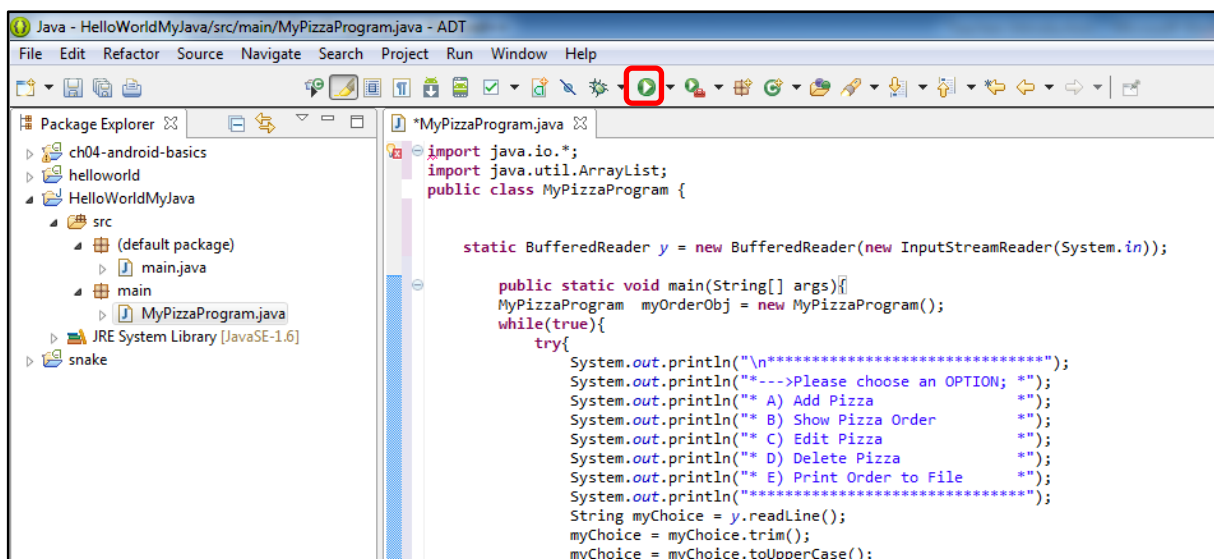 Java - HelloWorldMyJava/src/main/MyPizzaProgram.java - ADT
File Edit Refactor Source Navigate Search Project Run Window Help
Package Explorer
ch04-android-basics
helloworld
HelloWorldMyJava
src
(default package)
main.java
main
MyPizzaProgram.java
JRE System Library [JavaSE-1.6]
snake
*MyPizzaProgram.java
import java.io.*;
import java.util.ArrayList;
public class MyPizzaProgram {
static BufferedReader y = new BufferedReader(new InputStreamReader(System.in));
public static void main(String[] args){
MyPizzaProgram  myOrderObj = new MyPizzaProgram();
while(true){
try{
System.out.println("\n*******************************");
System.out.println("*--->Please choose an OPTION; *");
System.out.println("* A) Add Pizza                *");
System.out.println("* B) Show Pizza Order         *");
System.out.println("* C) Edit Pizza               *");
System.out.println("* D) Delete Pizza             *");
System.out.println("* E) Print Order to File      *");
System.out.println("*******************************");
String myChoice = y.readLine();
myChoice = myChoice.trim();
myChoice = myChoice.toUpperCase();